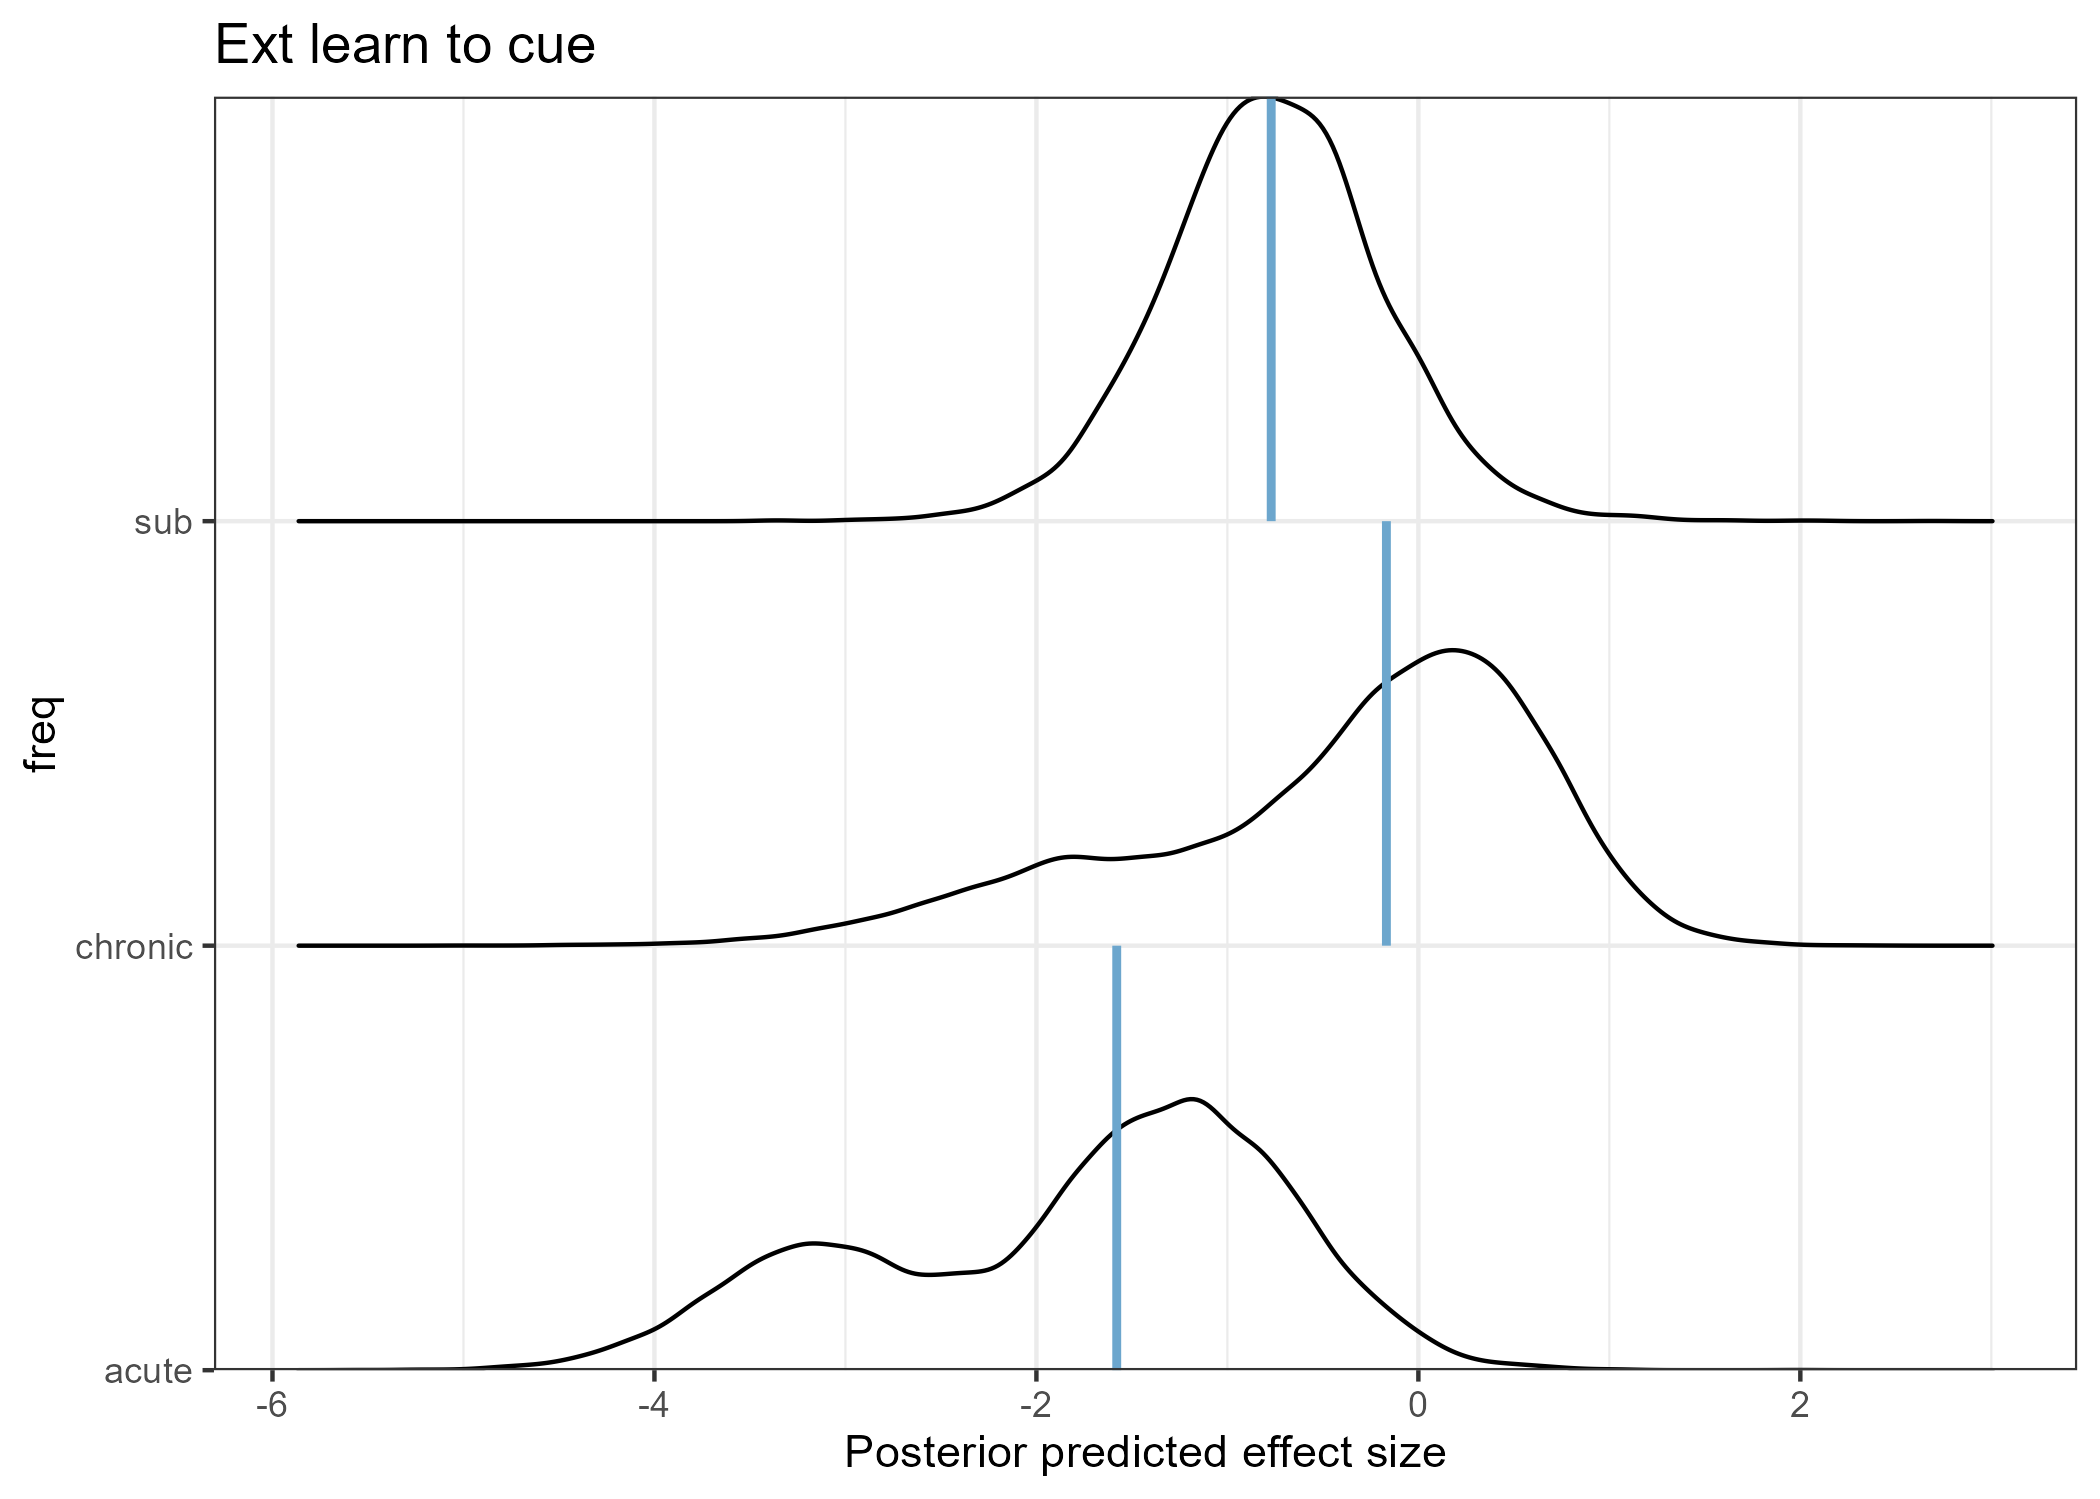 Ext learn to cue
freq
sub
chronic
acute
-6 -4 -2 0 2
Posterior predicted effect size